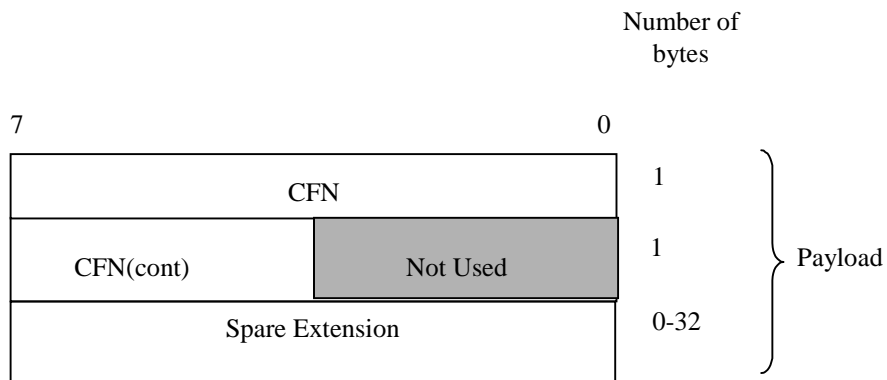 Number of
bytes
7 0
CFN 1
CFN(cont) Not Used 1 Payload
Spare Extension 0-32